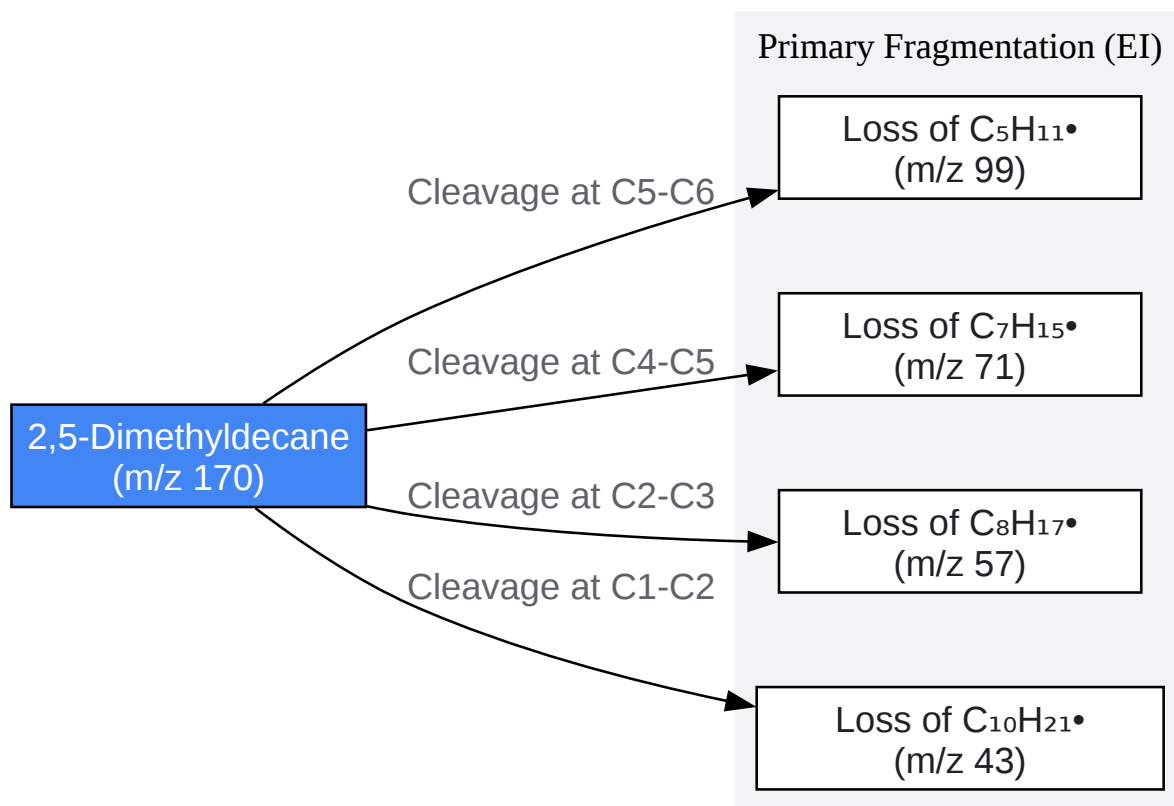 Primary Fragmentation (EI)
Loss of C₅H₁₁•
(m/z 99)
Cleavage at C5-C6
Loss of C₇H₁₅•
(m/z 71)
Cleavage at C4-C5
2,5-Dimethyldecane
(m/z 170)
Cleavage at C2-C3
Loss of C₈H₁₇•
(m/z 57)
Cleavage at C1-C2
Loss of C₁₀H₂₁•
(m/z 43)